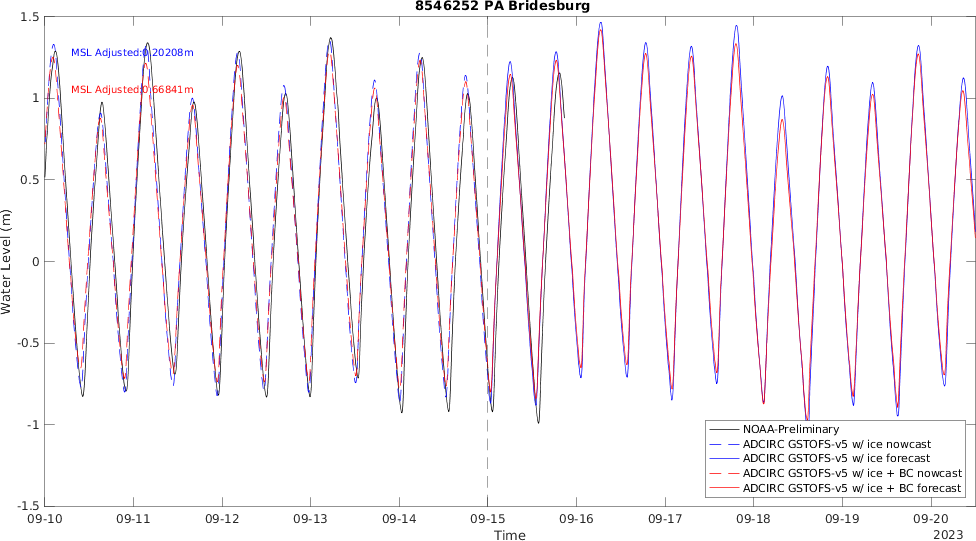 8546252 PA Bridesburg
1.5
1
0.5
0
-0.5
-1
-1.5
Water Level (m)
MSL Adjusted:0.20208m
MSL Adjusted:0.66841m
NOAA-Preliminary
ADCIRC GSTOFS-v5 w/ ice nowcast
ADCIRC GSTOFS-v5 w/ ice forecast
ADCIRC GSTOFS-v5 w/ ice + BC nowcast
ADCIRC GSTOFS-v5 w/ ice + BC forecast
09-10 09-11 09-12 09-13 09-14 09-15 09-16 09-17 09-18 09-19 09-20
Time
2023